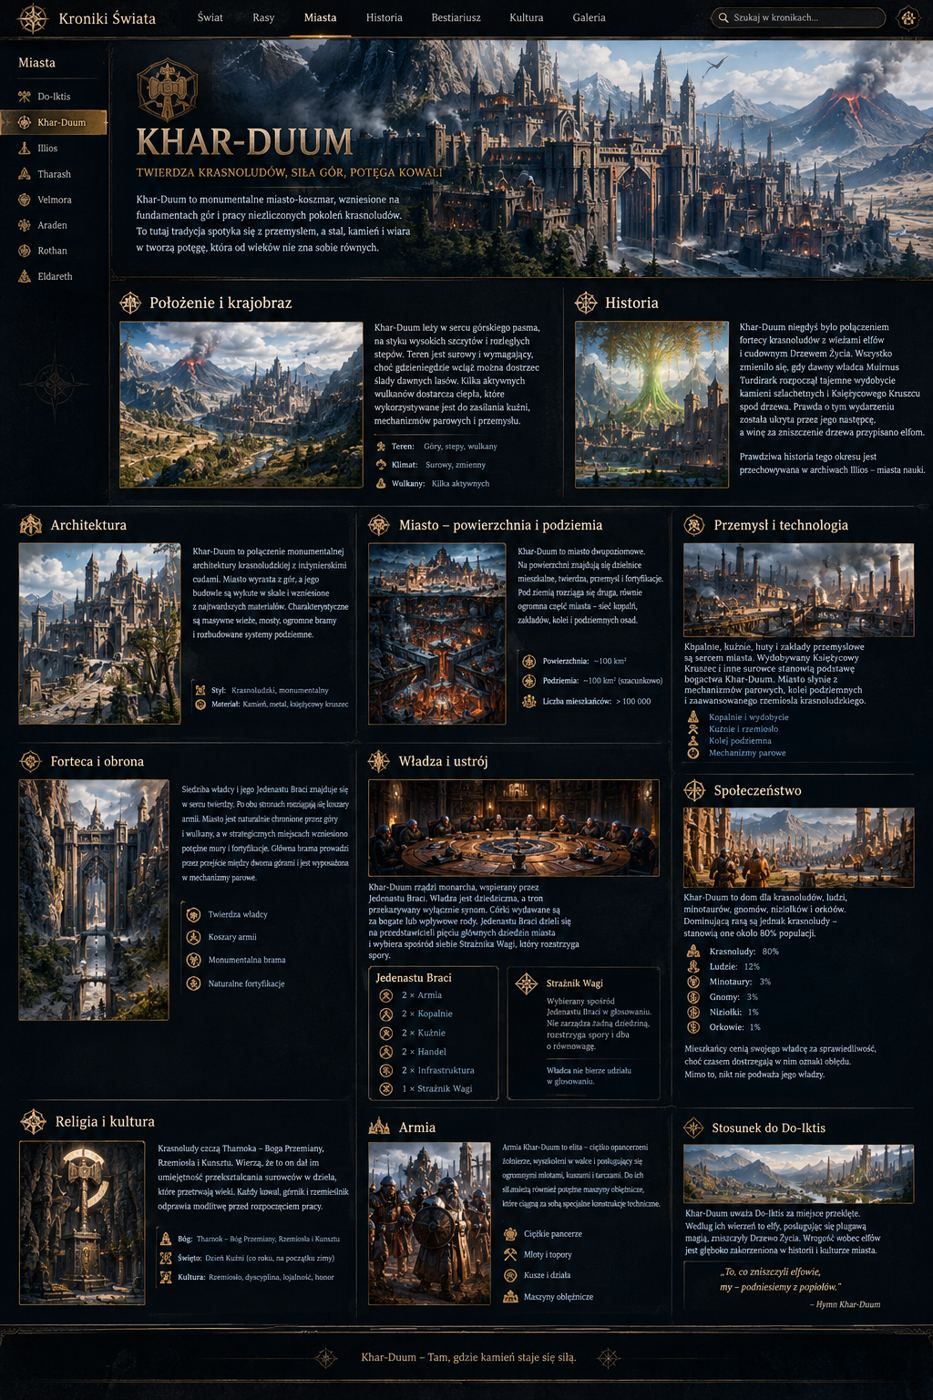 Kroniki Świata
Świat
Rasy
Miasta
Historia
Bestiariusz
Kultura
Galeria
Szukaj w kronikach...
Miasta
Do-Iktis
Khar-Duum
Illios
Tharash
Velmora
Araden
Rothan
Eldareth
KHAR-DUUM
TWIERDZA KRASNOLUDÓW, SIŁA GÓR, POTĘGA KOWALI
Khar-Duum to monumentalne miasto-koszmar, wzniesione na
fundamentach gór i pracy niezliczonych pokoleń krasnoludów.
To tutaj tradycja spotyka się z przemysłem, a stal, kamień i wiara
w tworzą potęgę, która od wieków nie zna sobie równych.
Położenie i krajobraz
Khar-Duum leży w sercu górskiego pasma,
na styku wysokich szczytów i rozległych
stepów. Teren jest surowy i wymagający,
choć gdzieniegdzie wciąż można dostrzec
ślady dawnych lasów. Kilka aktywnych
wulkanów dostarcza ciepła, które
wykorzystywane jest do zasilania kuźni,
mechanizmów parowych i przemysłu.
Teren: Góry, stepy, wulkany
Klimat: Surowy, zmienny
Wulkany: Kilka aktywnych
Historia
Khar-Duum niegdyś było połączeniem
fortecy krasnoludów z wieżami elfów
i cudownym Drzewem Życia. Wszystko
zmieniło się, gdy dawny władca Muirnus
Turdirark rozpoczął tajemne wydobycie
kamieni szlachetnych i Księżycowego Kruszcu
spod drzewa. Prawda o tym wydarzeniu
została ukryta przez jego następcę,
a winę za zniszczenie drzewa przypisano elfom.
Prawdziwa historia tego okresu jest
przechowywana w archiwach Illios – miasta nauki.
Architektura
Khar-Duum to połączenie monumentalnej
architektury krasnoludzkiej z inżynierskimi
cudami. Miasto wyrasta z gór, a jego
budowle są wykute w skale i wzniesione
z najtwardszych materiałów. Charakterystyczne
są masywne wieże, mosty, ogromne bramy
i rozbudowane systemy podziemne.
Styl: Krasnoludzki, monumentalny
Materiał: Kamień, metal, księżycowy kruszec
Miasto – powierzchnia i podziemia
Khar-Duum to miasto dwupoziomowe.
Na powierzchni znajdują się dzielnice
mieszkalne, twierdza, przemysł i fortyfikacje.
Pod ziemią rozciąga się druga, równie
ogromna część miasta – sieć kopalń,
zakładów, kolei i podziemnych osad.
Powierzchnia: ~100 km²
Podziemia: ~100 km² (szacunkowo)
Liczba mieszkańców: > 100 000
Przemysł i technologia
Kopalnie, kuźnie, huty i zakłady przemysłowe
są sercem miasta. Wydobywany Księżycowy
Kruszec i inne surowce stanowią podstawę
bogactwa Khar-Duum. Miasto słynie z
mechanizmów parowych, kolei podziemnych
i zaawansowanego rzemiosła krasnoludzkiego.
Kopalnie i wydobycie
Kuźnie i rzemiosło
Kolej podziemna
Mechanizmy parowe
Forteca i obrona
Siedziba władcy i jego Jedenastu Braci znajduje się
w sercu twierdzy. Po obu stronach rozciągają się koszary
armii. Miasto jest naturalnie chronione przez góry
i wulkany, a w strategicznych miejscach wzniesiono
potężne mury i fortyfikacje. Główna brama prowadzi
przez przejście między dwoma górami i jest wyposażona
w mechanizmy parowe.
Twierdza władcy
Koszary armii
Monumentalna brama
Naturalne fortyfikacje
Władza i ustrój
Khar-Duum rządzi monarcha, wspierany przez
Jedenastu Braci. Władza jest dziedziczna, a tron
przekazywany wyłącznie synom. Córki wydawane są
za bogate lub wpływowe rody. Jedenastu Braci dzieli się
na przedstawicieli pięciu głównych dziedzin miasta
i wybiera spośród siebie Strażnika Wagi, który rozstrzyga
spory.
Jedenastu Braci
2 × Armia
2 × Kopalnie
2 × Kuźnie
2 × Handel
2 × Infrastruktura
1 × Strażnik Wagi
Strażnik Wagi
Wybierany spośród
Jedenastu Braci w głosowaniu.
Nie zarządza żadną dziedziną,
rozstrzyga spory i dba
o równowagę.
Władca nie bierze udziału
w głosowaniu.
Społeczeństwo
Khar-Duum to dom dla krasnoludów, ludzi,
minotaurów, gnomów, niziołków i orków.
Dominującą rasą są jednak krasnoludy –
stanowią one około 80% populacji.
Krasnoludy: 80%
Ludzie: 12%
Minotaury: 3%
Gnomy: 3%
Niziołki: 1%
Orkowie: 1%
Mieszkańcy cenią swojego władcę za sprawiedliwość,
choć czasem dostrzegają w nim oznaki obłędu.
Mimo to, nikt nie podważa jego władzy.
Religia i kultura
Krasnoludy czczą Tharnoka – Boga Przemiany,
Rzemiosła i Kunsztu. Wierzą, że to on dał im
umiejętność przekształcania surowców w dzieła,
które przetrwają wieki. Każdy kowal, górnik i rzemieślnik
odprawia modlitwę przed rozpoczęciem pracy.
Bóg: Tharnok – Bóg Przemiany, Rzemiosła i Kunsztu
Święto: Dzień Kuźni (co roku, na początku zimy)
Kultura: Rzemiosło, dyscyplina, lojalność, honor
Armia
Armia Khar-Duum to elita – ciężko opancerzeni
żołnierze, wyszkoleni w walce i posługujący się
ogromnymi młotami, kuszami i tarczami. Do ich
sił należą również potężne maszyny oblężnicze,
które ciągną za sobą specjalne konstrukcje techniczne.
Ciężkie pancerze
Młoty i topory
Kusze i działa
Maszyny oblężnicze
Stosunek do Do-Iktis
Khar-Duum uważa Do-Iktis za miejsce przeklęte.
Według ich wierzeń to elfy, posługując się plugawą
magią, zniszczyły Drzewo Życia. Wrogość wobec elfów
jest głęboko zakorzeniona w historii i kulturze miasta.
„To, co zniszczyli elfowie,
my – podniesiemy z popiołów.”
– Hymn Khar-Duum
Khar-Duum – Tam, gdzie kamień staje się siłą.